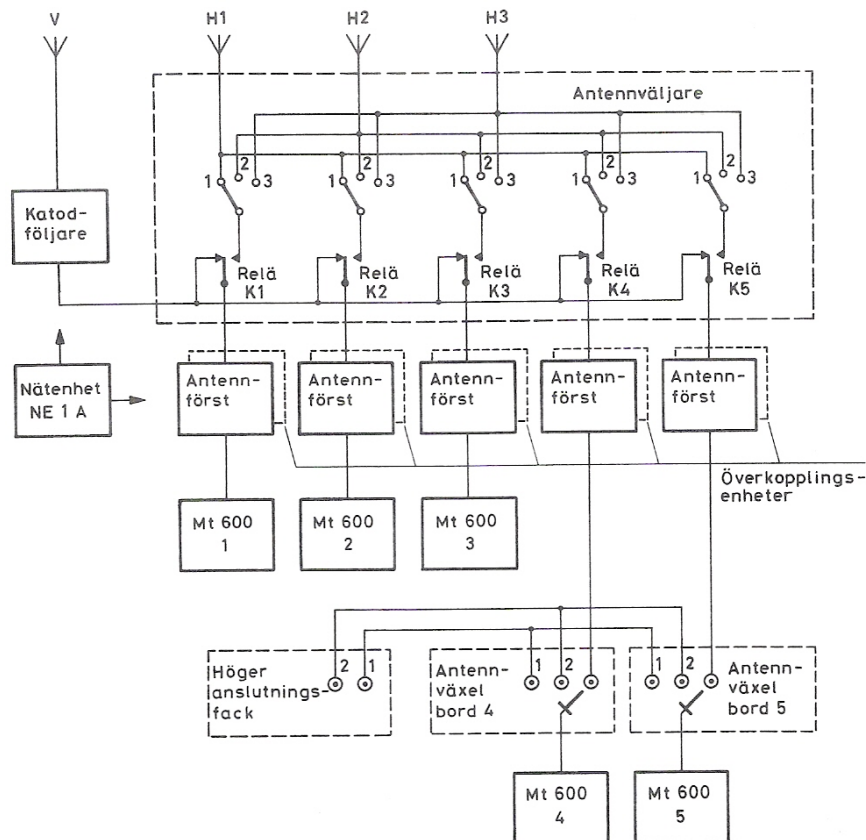 V
H1
H2
H3
Antennväljare
1 2 3
1 2 3
1 2 3
1 2 3
1 2 3
Katod-
följare
Relä
K1
Relä
K2
Relä
K3
Relä
K4
Relä
K5
Nätenhet
NE 1 A
Antenn-
först
Antenn-
först
Antenn-
först
Antenn-
först
Antenn-
först
Överkopplings-
enheter
Mt 600
1
Mt 600
2
Mt 600
3
Höger
anslutnings-
fack
2 1
Antenn-
växel
bord 4
1 2
1 2
Antenn-
växel
bord 5
Mt 600
4
Mt 600
5